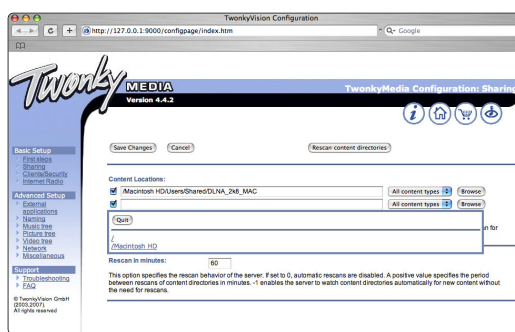 TwonkyVision Configuration
http://127.0.0.1:9000/configpage/index.htm
Google
Twonky
MEDIA
Version 4.4.2
TwonkyMedia Configuration: Sharing
Save Changes
Cancel
Rescan content directories
Basic Setup
First steps
Sharing
Clients/Security
Internet Radio
Advanced Setup
External
applications
Naming
Music tree
Picture tree
Video tree
Network
Miscellaneous
Support
Troubleshooting
FAQ
© TwonkyVision GmbH
(2003,2007).
All rights reserved
Content Locations:
/Macintosh HD/Users/Shared/DLNA_2k8_MAC
All content types
Browse
All content types
Browse
Quit
/
/Macintosh HD
n for
Rescan in minutes:
60
This option specifies the rescan behavior of the server. If set to 0, automatic rescans are disabled. A positive value specifies the period
between rescans of content directories in minutes. -1 enables the server to watch content directories automatically for new content without
the need for rescans.